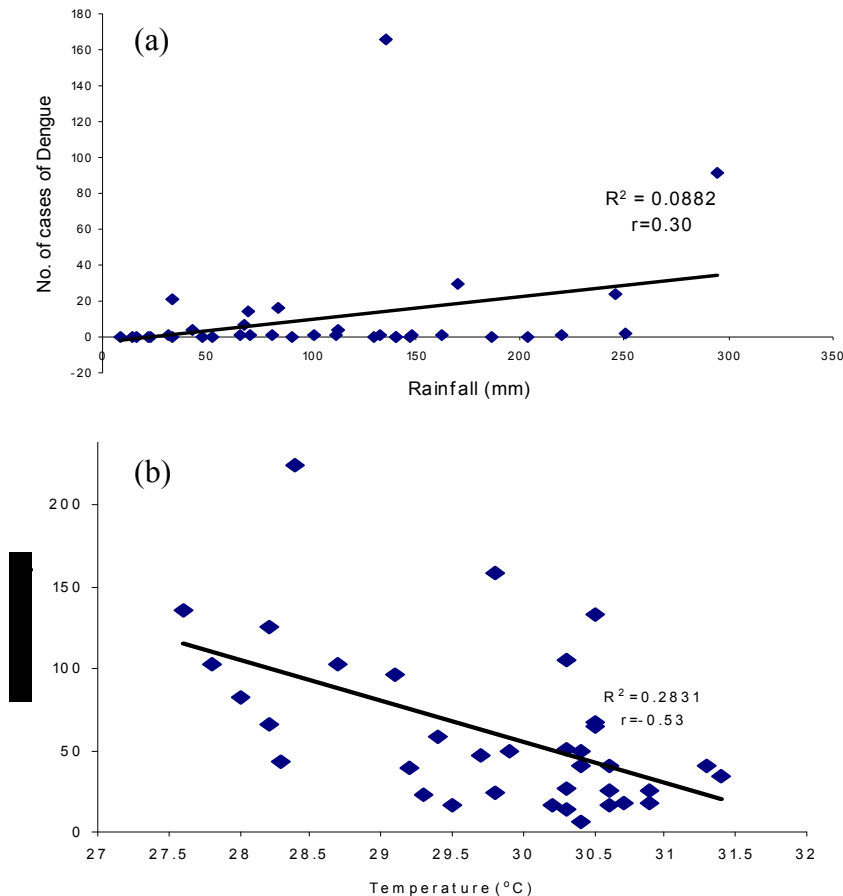 (a)
180
160
140
120
100
80
60
40
20
0
-20
No. of cases of Dengue
R² = 0.0882
r=0.30
0 50 100 150 200 250 300 350
Rainfall (mm)
(b)
200
150
100
50
0
R² =0.2831
r=-0.53
27 27.5 28 28.5 29 29.5 30 30.5 31 31.5 32
Temperature (°C)